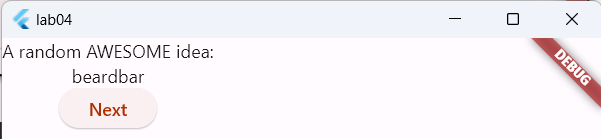 lab04
A random AWESOME idea:
DEBUG
beardbar
Next